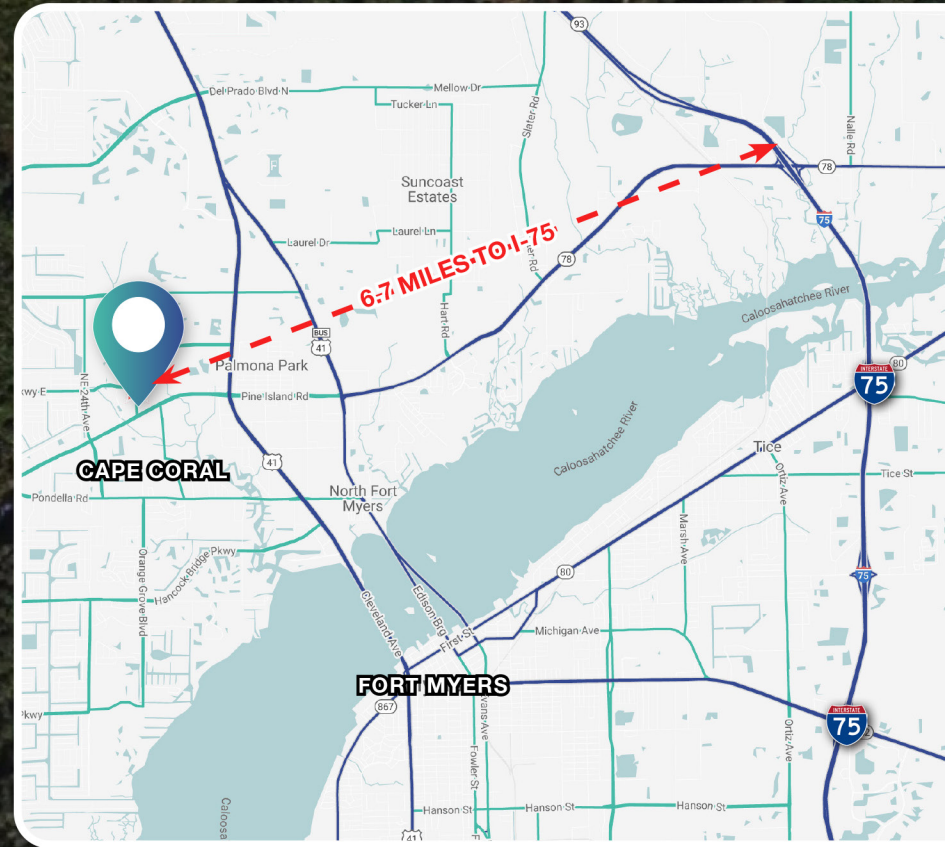 93
Del Prado Blvd N
Mellow Dr
Tucker Ln
Slater Rd
Nalle Rd
78
Suncoast
Estates
75
Laurel Ln
Laurel Dr
6.7 MILES TO I-75
78
Caloosahatchee River
Hart Rd
BUS
41
80
Palmona Park
INTERSTATE
75
NE 24th Ave
Pine Island Rd
Caloosahatchee River
41
Tice
CAPE CORAL
Ortiz Ave
Tice St
Pondella Rd
North Fort
Myers
Marsh Ave
Orange Grove Blvd
Hancock Bridge Pkwy
80
75
Cleveland Ave
Edison Brg
First St
Michigan Ave
FORT MYERS
867
Pkwy
INTERSTATE
75
Evans Ave
Ortiz Ave
Fowler St
Hanson St
Hanson St
Hanson St
41